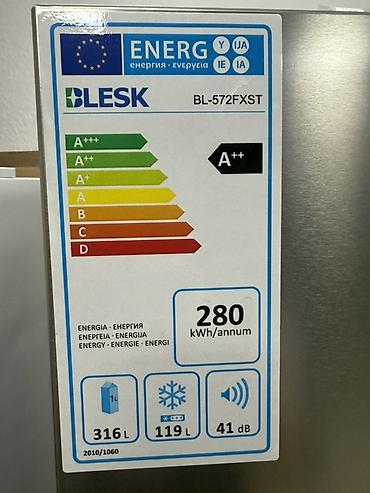 ENERG Y IJA
енергия · ενεργεια IE IA
BLESK BL-572FXST
A+++
A++ A++
A+
A
B
C
D
ENERGIA - ЕНЕРГИЯ
ΕΝΕΡΓΕΙΑ - ENERGIJA
ENERGY - ENERGIE - ENERGI
280
kWh/annum
1L
316 L 119 L 41 dB
2010/1060